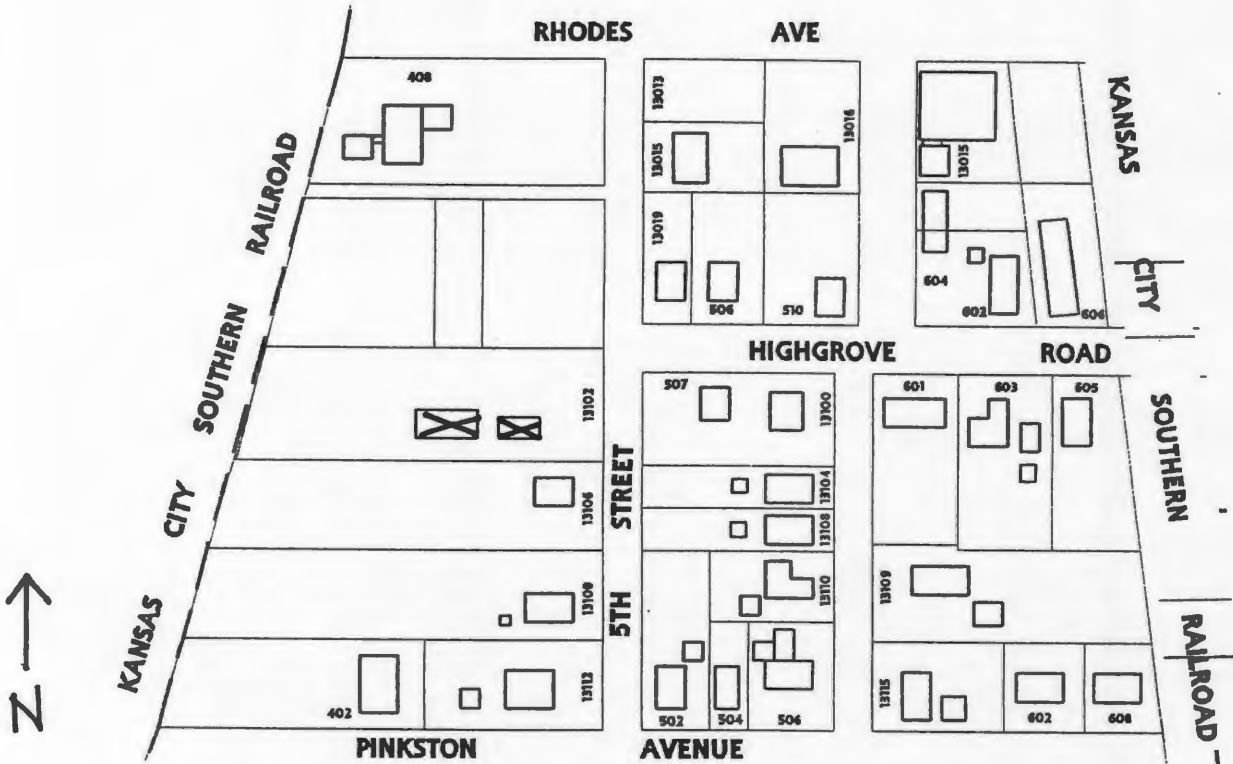 RHODES AVE
408
13013
13015
13016
13015
KANSAS
RAILROAD
13019
506
510
604
602
606
CITY
HIGHGROVE ROAD
SOUTHERN
13102
507
13100
601
603
605
SOUTHERN
13104
CITY
13106
STREET
13108
Z
KANSAS
13108
5TH
13110
13109
RAILROAD
402
13112
502
504
506
13115
602
608
PINKSTON AVENUE